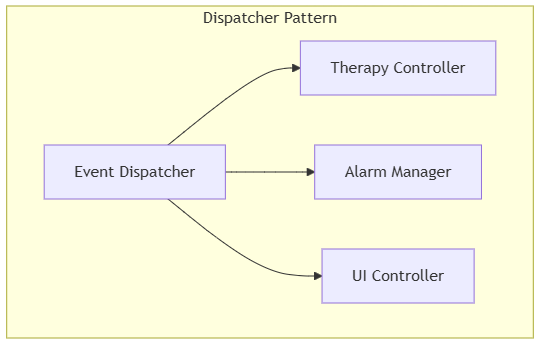 Dispatcher Pattern
Therapy Controller
Event Dispatcher
Alarm Manager
UI Controller